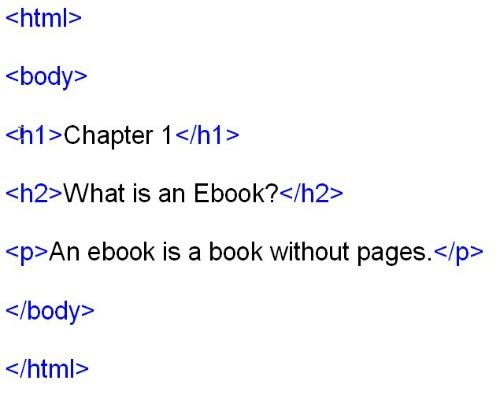 <html>
<body>
<h1>Chapter 1</h1>
<h2>What is an Ebook?</h2>
<p>An ebook is a book without pages.</p>
</body>
</html>